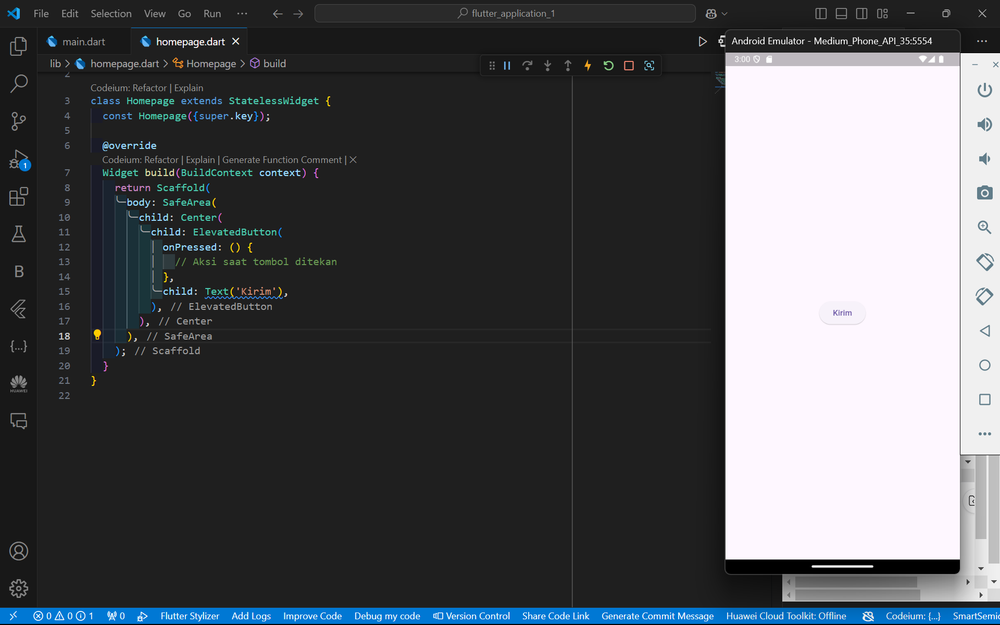 File Edit Selection View Go Run
flutter_application_1
main.dart
homepage.dart
Android Emulator - Medium_Phone_API_35:5554
3:00
lib > homepage.dart > Homepage > build
2
Codeium: Refactor | Explain
3 class Homepage extends StatelessWidget {
4 const Homepage({super.key});
5
6 @override
Codeium: Refactor | Explain | Generate Function Comment | X
7 Widget build(BuildContext context) {
8 return Scaffold(
9 body: SafeArea(
10 child: Center(
11 child: ElevatedButton(
12 onPressed: () {
13 // Aksi saat tombol ditekan
14 },
15 child: Text('Kirim'),
16 ), // ElevatedButton
17 ), // Center
18 ), // SafeArea
19 ); // Scaffold
20 }
21 }
22
Kirim
1
B
{...}
HUAWEI
0 0 1 0 Flutter Stylizer Add Logs Improve Code Debug my code Version Control Share Code Link Generate Commit Message Huawei Cloud Toolkit: Offline Codeium: {...} SmartSemic